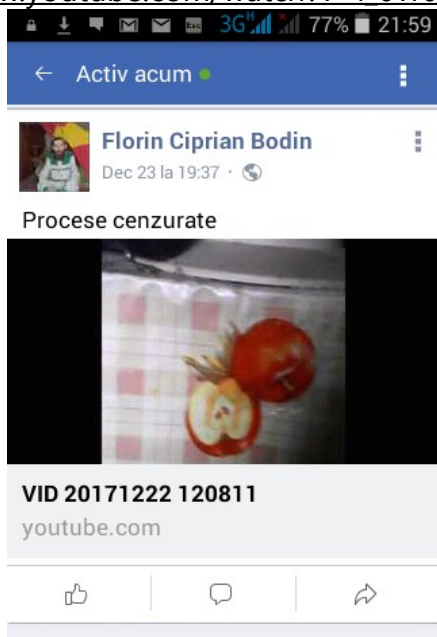 3G H 77% 21:59
← Activ acum
Florin Ciprian Bodin
Dec 23 la 19:37 ·
Procese cenzurate
VID 20171222 120811
youtube.com